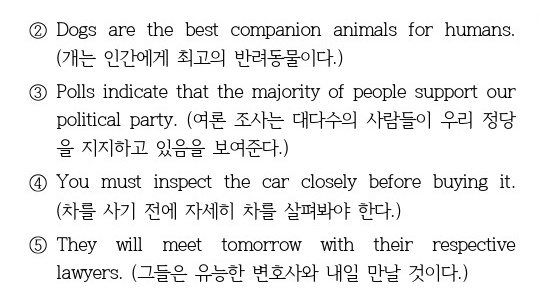 ② Dogs are the best companion animals for humans.
(개는 인간에게 최고의 반려동물이다.)
③ Polls indicate that the majority of people support our
political party. (여론 조사는 대다수의 사람들이 우리 정당
을 지지하고 있음을 보여준다.)
④ You must inspect the car closely before buying it.
(차를 사기 전에 자세히 차를 살펴봐야 한다.)
⑤ They will meet tomorrow with their respective
lawyers. (그들은 유능한 변호사와 내일 만날 것이다.)